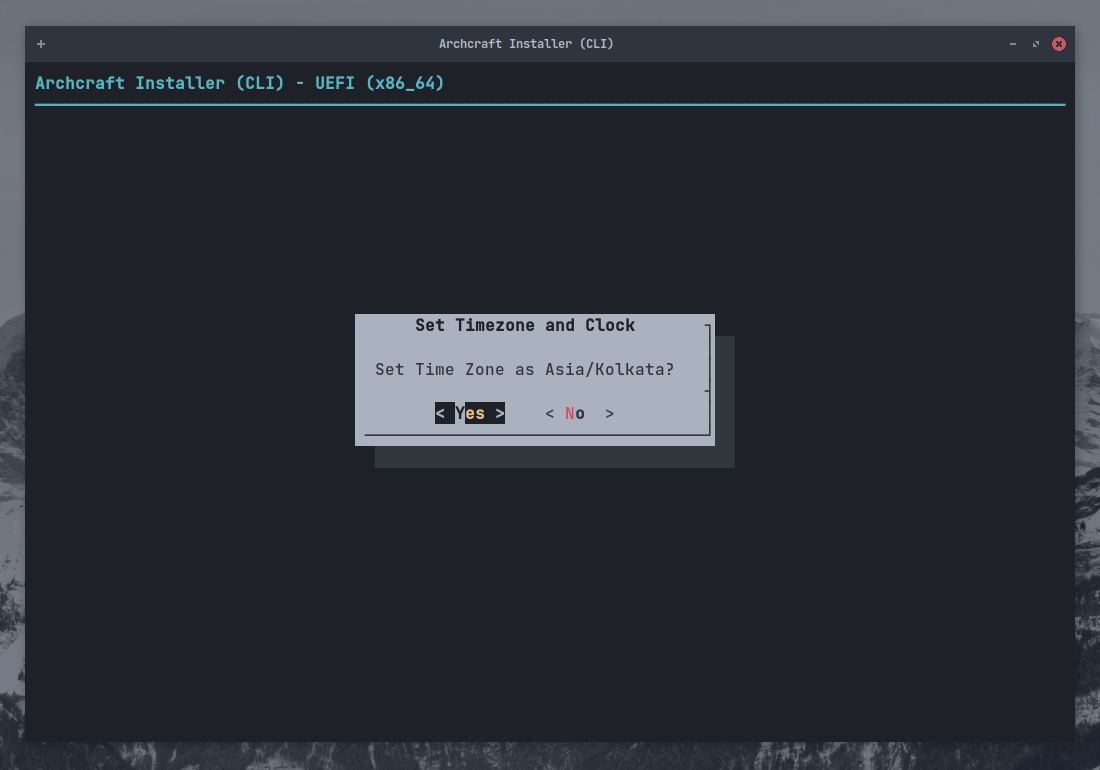 Archcraft Installer (CLI)
Archcraft Installer (CLI) - UEFI (x86_64)
Set Timezone and Clock
Set Time Zone as Asia/Kolkata?
< Yes > < No >